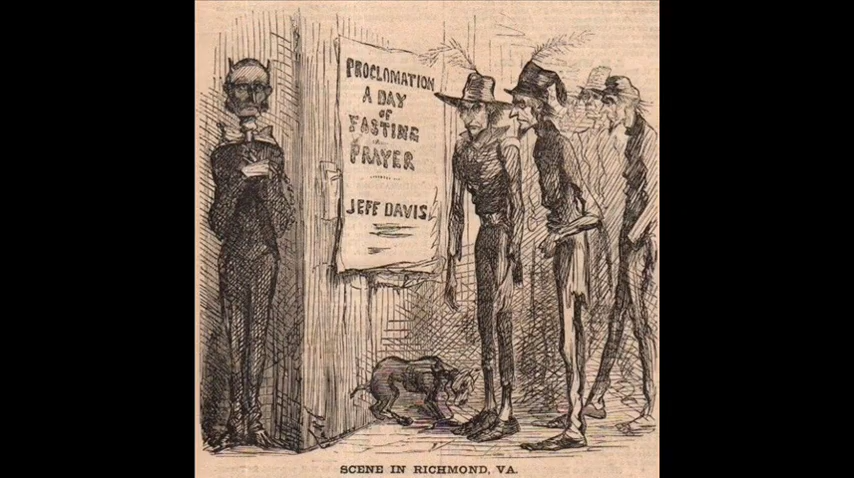 PROCLOMATION
A DAY
OF
FASTING
PRAYER
JEFF DAVIS
SCENE IN RICHMOND, VA.